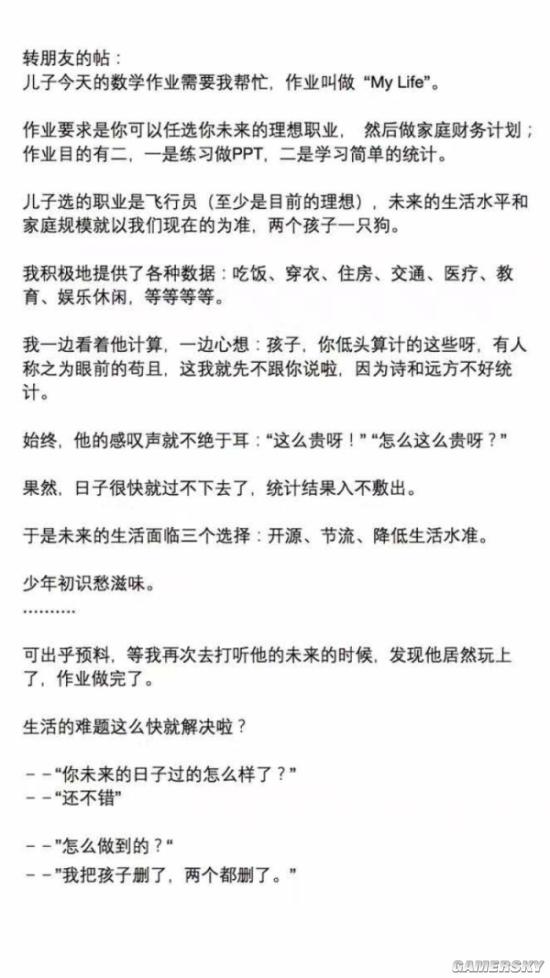 转朋友的帖：
儿子今天的数学作业需要我帮忙，作业叫做 “My Life”。
作业要求是你可以任选你未来的理想职业， 然后做家庭财务计划；
作业目的有二，一是练习做PPT，二是学习简单的统计。
儿子选的职业是飞行员（至少是目前的理想），未来的生活水平和
家庭规模就以我们现在的为准，两个孩子一只狗。
我积极地提供了各种数据：吃饭、穿衣、住房、交通、医疗、教
育、娱乐休闲，等等等等。
我一边看着他计算，一边心想：孩子，你低头算计的这些呀，有人
称之为眼前的苟且，这我就先不跟你说啦，因为诗和远方不好统
计。
始终，他的感叹声就不绝于耳：“这么贵呀！” “怎么这么贵呀？”
果然，日子很快就过不下去了，统计结果入不敷出。
于是未来的生活面临三个选择：开源、节流、降低生活水准。
少年初识愁滋味。
..........
可出乎预料，等我再次去打听他的未来的时候，发现他居然玩上
了，作业做完了。
生活的难题这么快就解决啦？
－－“你未来的日子过的怎么样了？”
－－“还不错”
－－”怎么做到的？“
－－”我把孩子删了，两个都删了。”
GAMERSKY